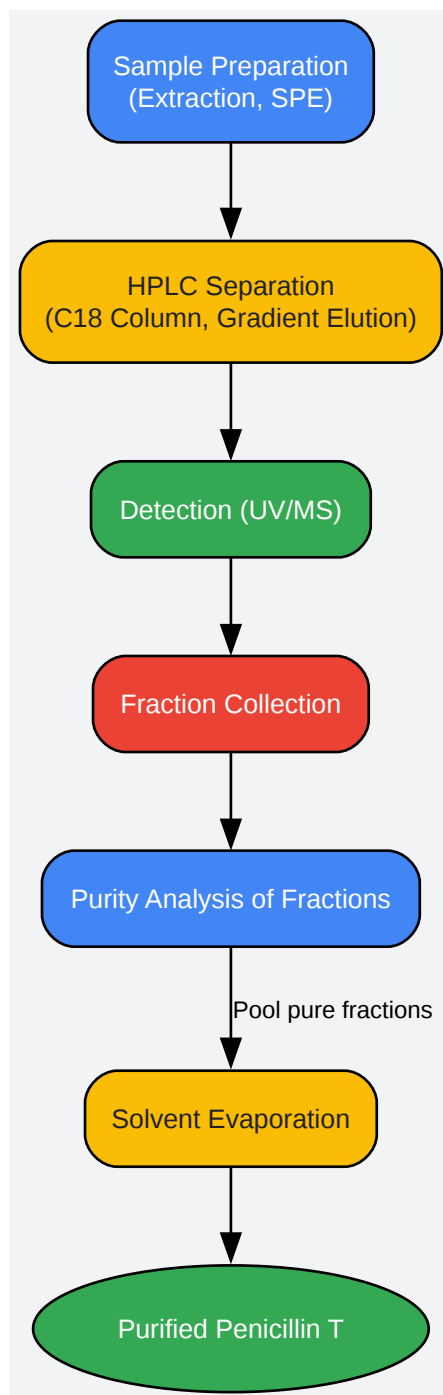 Sample Preparation
(Extraction, SPE)
HPLC Separation
(C18 Column, Gradient Elution)
Detection (UV/MS)
Fraction Collection
Purity Analysis of Fractions
Pool pure fractions
Solvent Evaporation
Purified Penicillin T